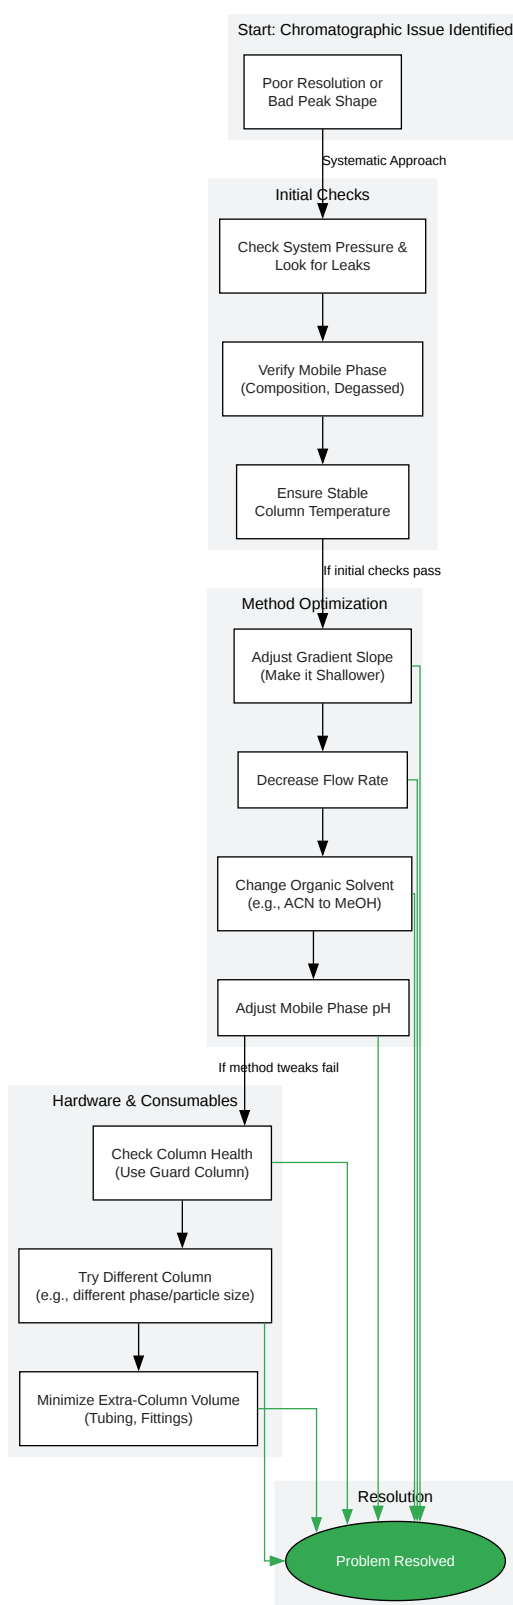 Start: Chromatographic Issue Identified
Poor Resolution or
Bad Peak Shape
Systematic Approach
Initial Checks
Check System Pressure &
Look for Leaks
Verify Mobile Phase
(Composition, Degassed)
Ensure Stable
Column Temperature
If initial checks pass
Method Optimization
Adjust Gradient Slope
(Make it Shallower)
Decrease Flow Rate
Change Organic Solvent
(e.g., ACN to MeOH)
Adjust Mobile Phase pH
If method tweaks fail
Hardware & Consumables
Check Column Health
(Use Guard Column)
Try Different Column
(e.g., different phase/particle size)
Minimize Extra-Column Volume
(Tubing, Fittings)
Resolution
Problem Resolved